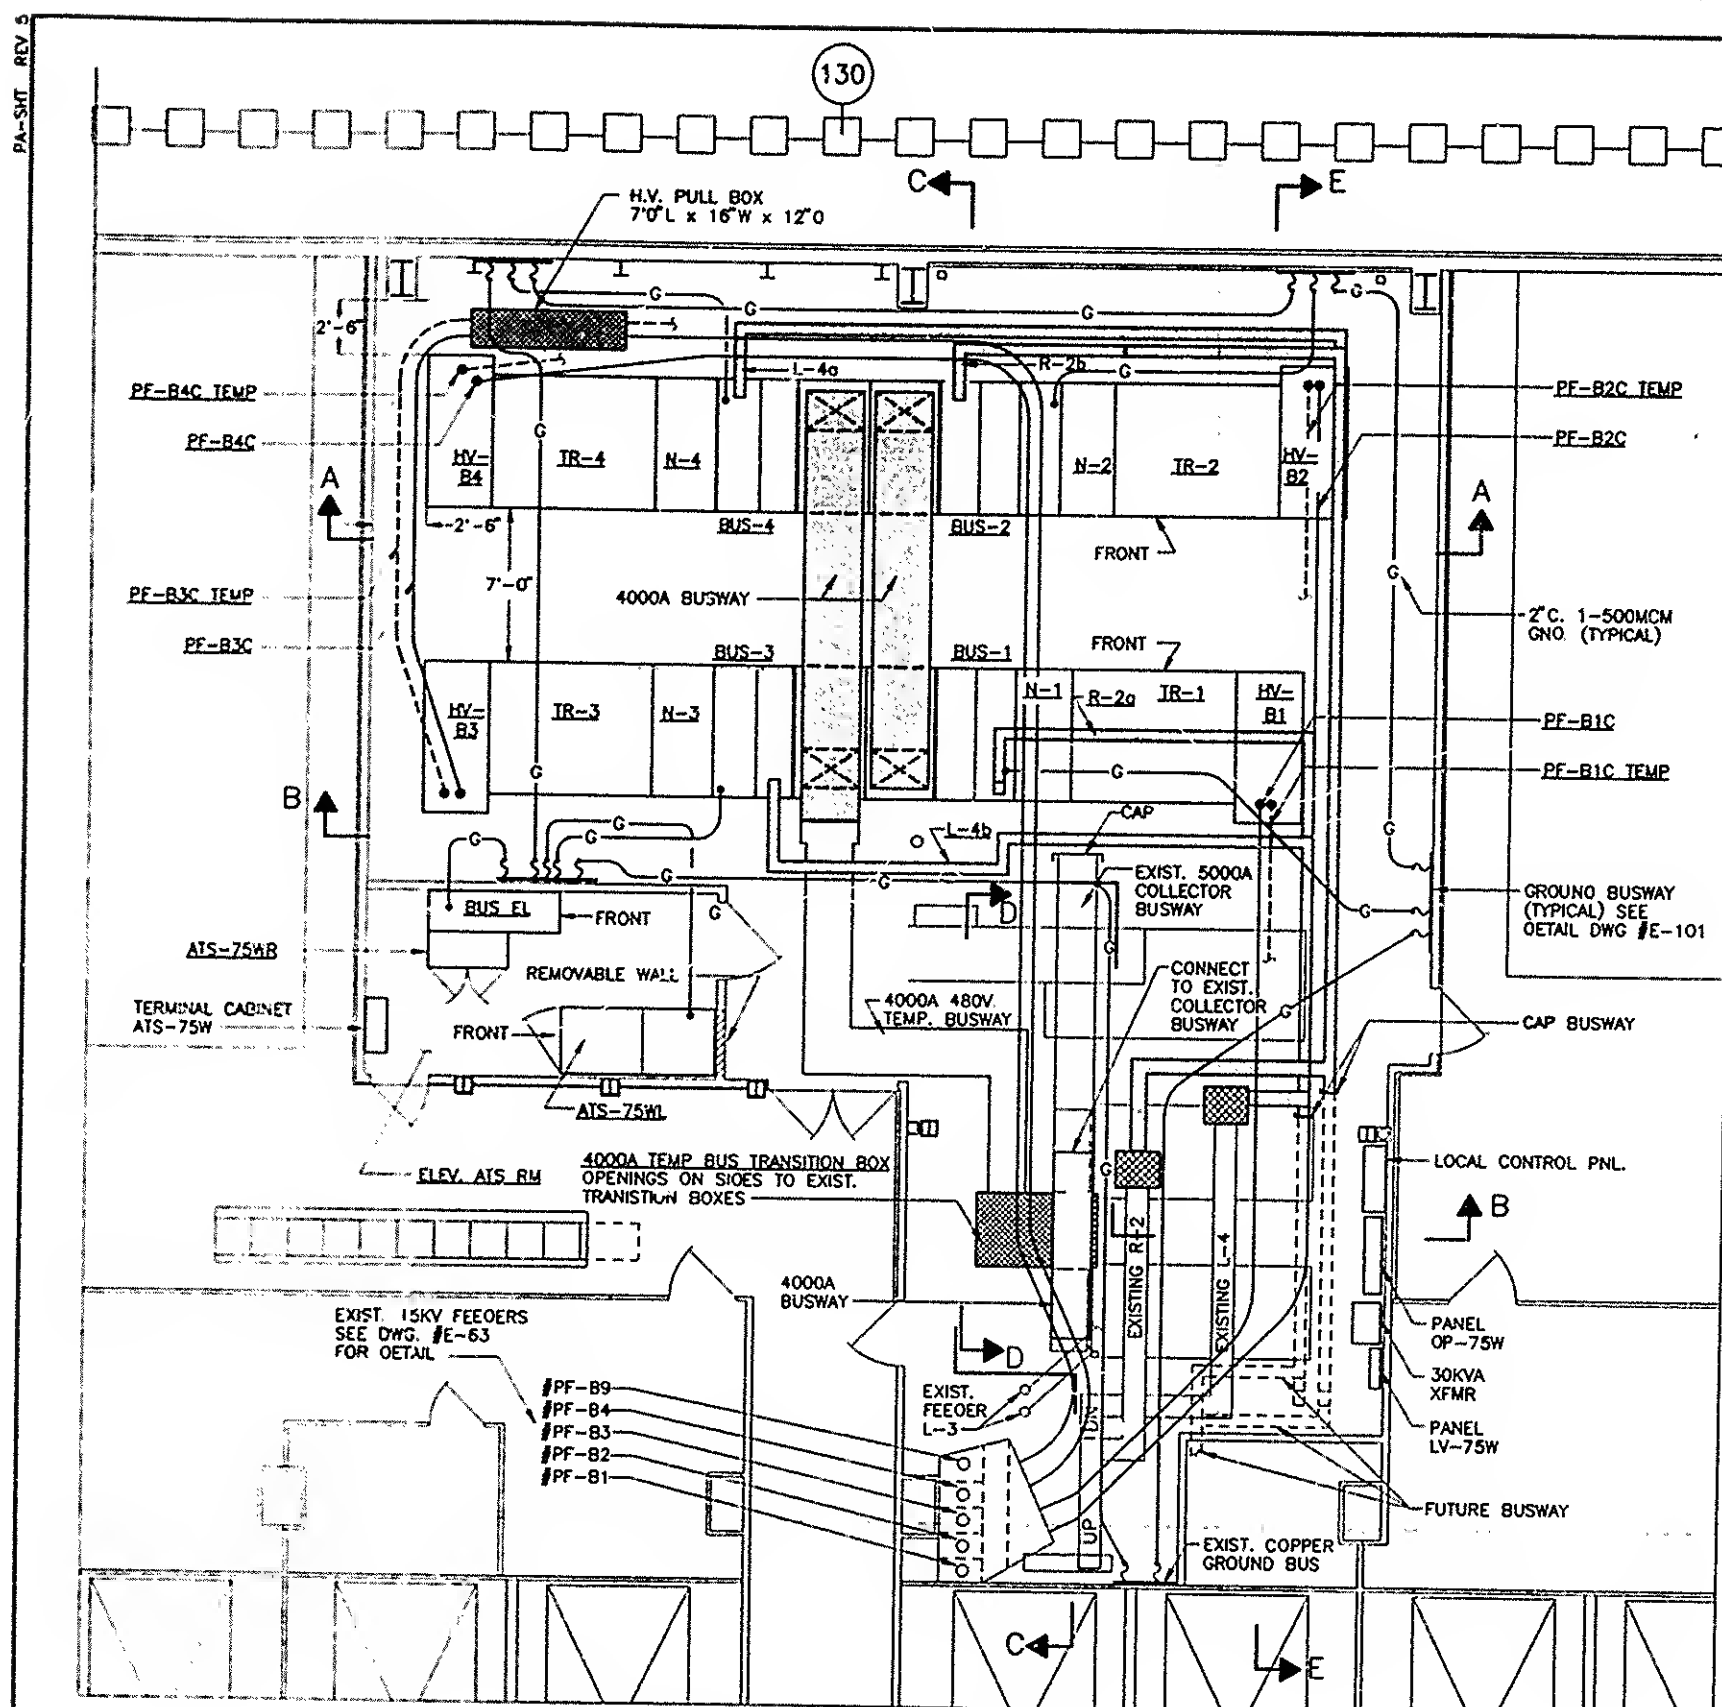 PA-SHT REV 5
130
C
E
H.V. PULL BOX
7'0"L x 16"W x 12"O
G
G
G
G
2'-6"
L-4a
R-2b
G
PF-B4C TEMP
PF-B4C
PF-B2C TEMP
PF-B2C
G
HV-
B4
TR-4
N-4
N-2
TR-2
HV-
B2
A
A
2'-6"
BUS-4
BUS-2
FRONT
7'-0"
G
PF-B3C TEMP
PF-B3C
4000A BUSWAY
2"C. 1-500MCM
GNO. (TYPICAL)
BUS-3
BUS-1
FRONT
HV-
B3
TR-3
N-3
N-1
R-2a
TR-1
HV-
B1
PF-B1C
PF-B1C TEMP
G
G
B
CAP
G
G
G
G
L-4b
G
G
G
EXIST. 5000A
COLLECTOR
BUSWAY
GROUNO BUSWAY
(TYPICAL) SEE
OETAIL DWG #E-101
BUS EL
FRONT
G
D
G
G
ATS-75WR
REMOVABLE WALL
CONNECT
TO EXIST.
COLLECTOR
BUSWAY
TERMINAL CABINET
ATS-75W
FRONT
4000A 480V.
TEMP. BUSWAY
G
CAP BUSWAY
ATS-75WL
ELEV. ATS RM
4000A TEMP BUS TRANSITION BOX
OPENINGS ON SIOES TO EXIST.
TRANISTION BOXES
G
LOCAL CONTROL PNL.
B
EXISTING R-2
EXISTING L-4
4000A
BUSWAY
EXIST. 15KV FEEOERS
SEE DWG. #E-63
FOR OETAIL
D
PANEL
OP-75W
30KVA
XFMR
PANEL
LV-75W
#PF-B9
#PF-B4
#PF-B3
#PF-B2
#PF-B1
EXIST.
FEEOER
L-3
DN
UP
FUTURE BUSWAY
EXIST. COPPER
GROUND BUS
C
E